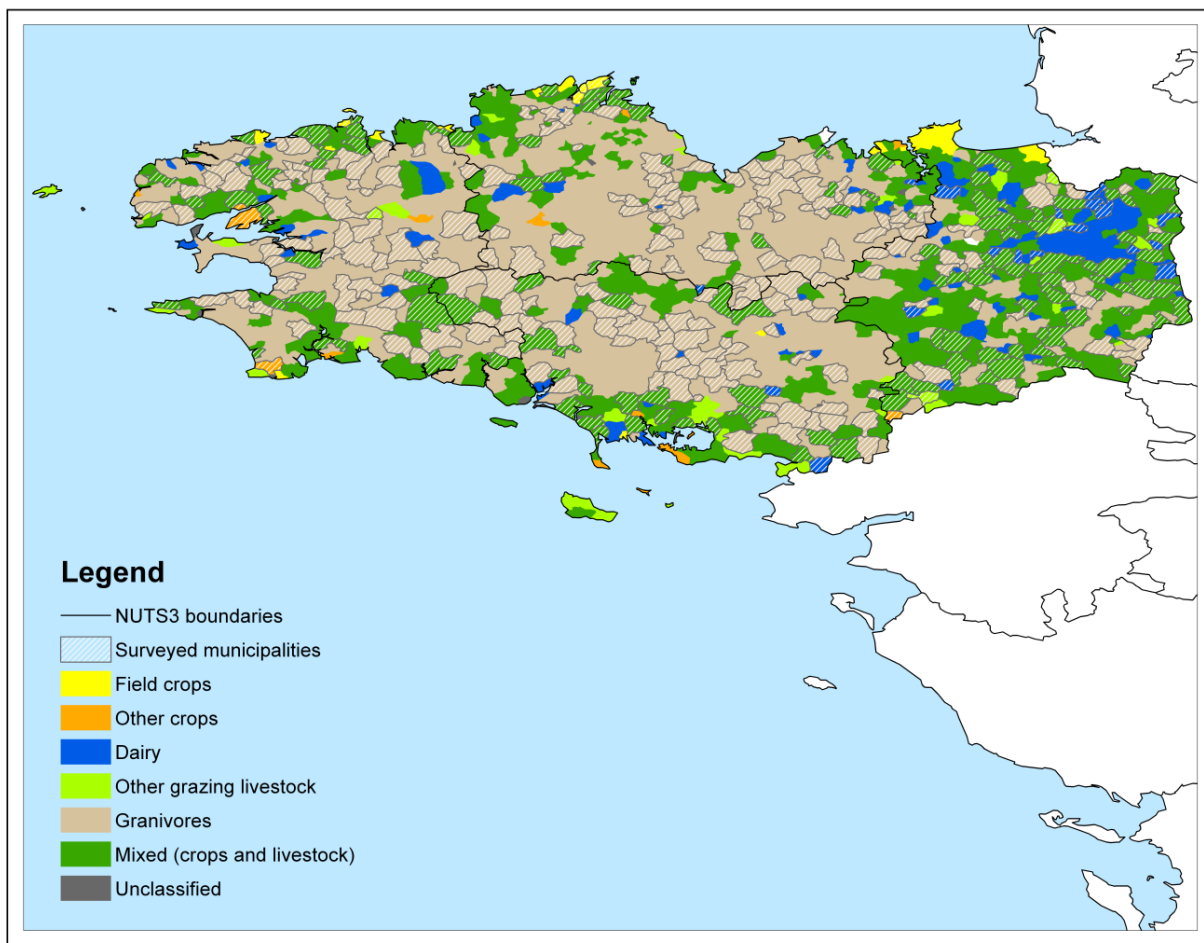 Legend
NUTS3 boundaries
Surveyed municipalities
Field crops
Other crops
Dairy
Other grazing livestock
Granivores
Mixed (crops and livestock)
Unclassified